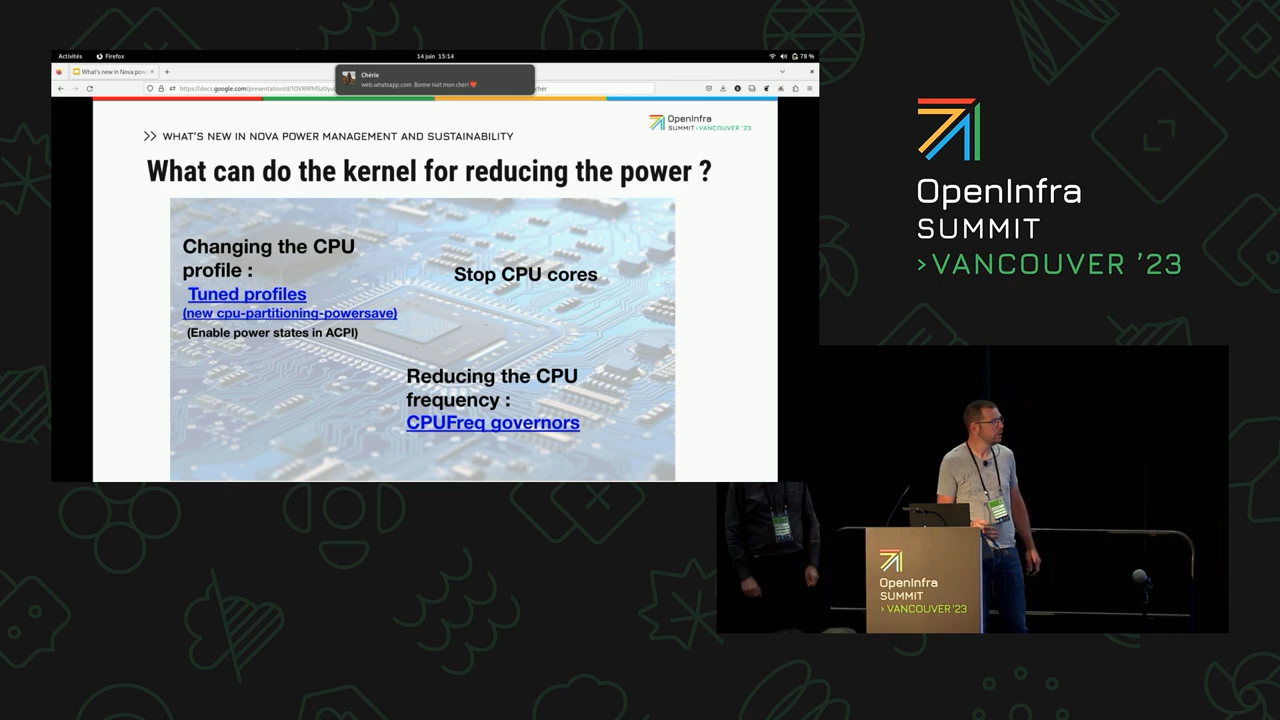 Activités Firefox 14 juin 15:14 78 %
What's new in Nova pow
Chérie
web.whatsapp.com Bonne nuit mon chéri ❤️
cher
>> WHAT'S NEW IN NOVA POWER MANAGEMENT AND SUSTAINABILITY
OpenInfra
SUMMIT >VANCOUVER '23
What can do the kernel for reducing the power ?
Changing the CPU
profile :
Tuned profiles
(new cpu-partitioning-powersave)
(Enable power states in ACPI)
Stop CPU cores
Reducing the CPU
frequency :
CPUFreq governors
OpenInfra
SUMMIT
>VANCOUVER '23
OpenInfra
SUMMIT
>VANCOUVER '23